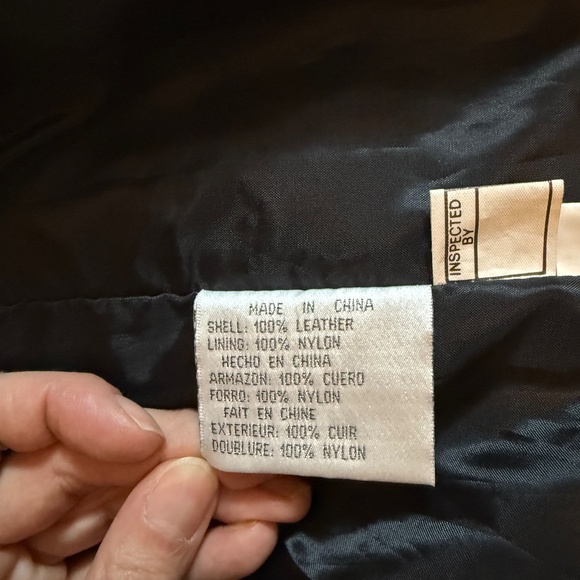 INSPECTED
BY
MADE IN CHINA
SHELL: 100% LEATHER
LINING: 100% NYLON
HECHO EN CHINA
ARMAZON: 100% CUERO
FORRO: 100% NYLON
FAIT EN CHINE
EXTERIEUR: 100% CUIR
DOUBLURE: 100% NYLON